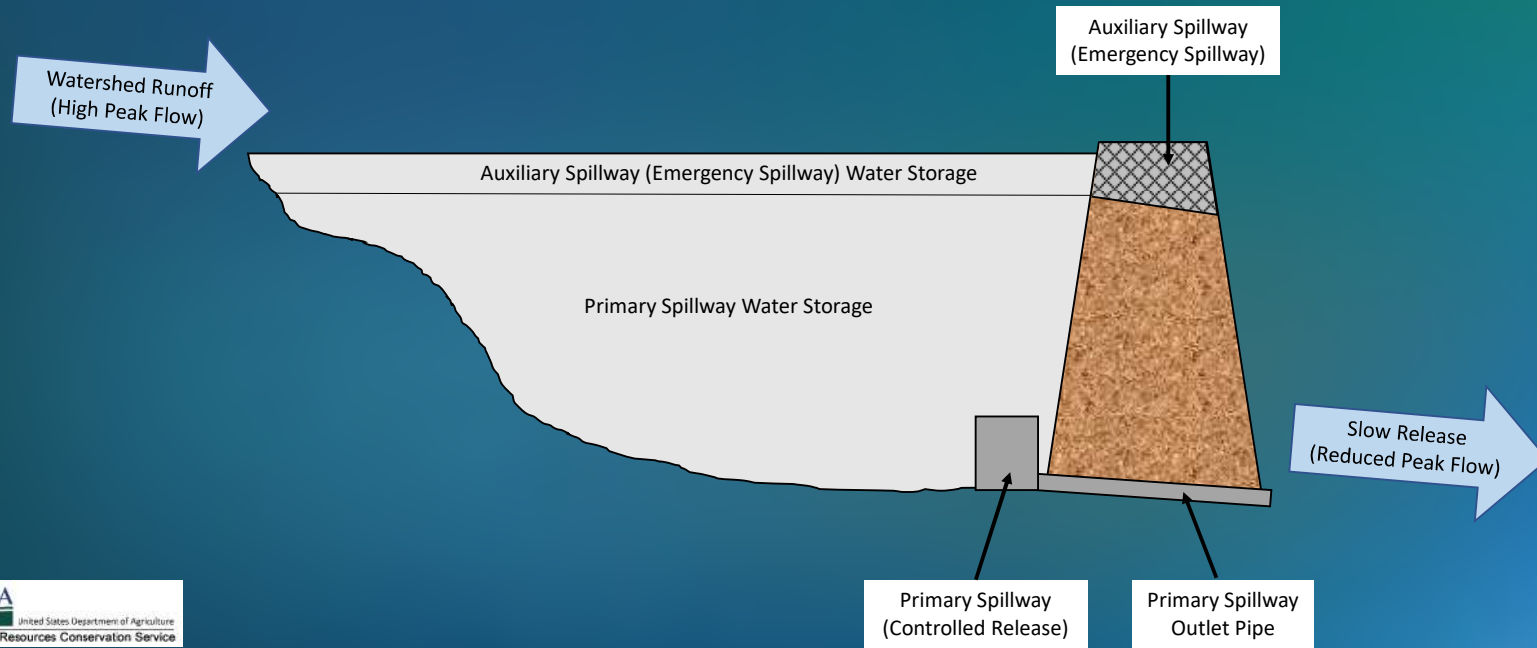 Auxiliary Spillway
(Emergency Spillway)
Watershed Runoff
(High Peak Flow)
Auxiliary Spillway (Emergency Spillway) Water Storage
Primary Spillway Water Storage
Slow Release
(Reduced Peak Flow)
Primary Spillway
(Controlled Release)
Primary Spillway
Outlet Pipe
A
United States Department of Agriculture
Resources Conservation Service